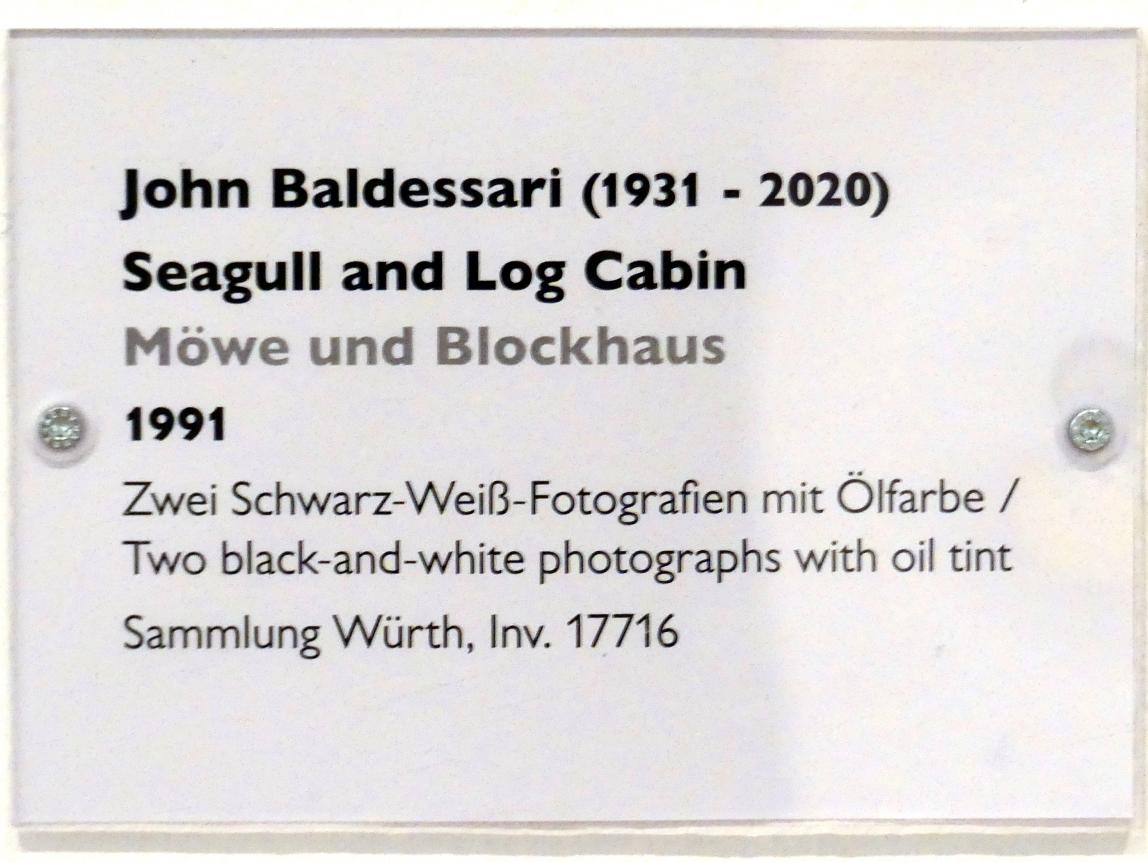 John Baldessari (1931 - 2020)
Seagull and Log Cabin
Möwe und Blockhaus
1991
Zwei Schwarz-Weiß-Fotografien mit Ölfarbe /
Two black-and-white photographs with oil tint
Sammlung Würth, Inv. 17716